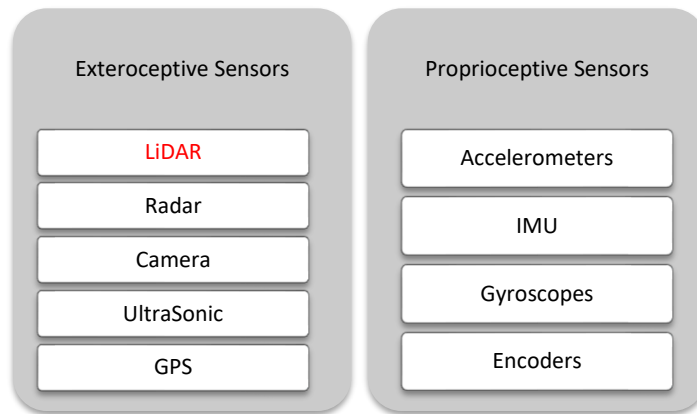 Exteroceptive Sensors
LiDAR
Radar
Camera
UltraSonic
GPS
Proprioceptive Sensors
Accelerometers
IMU
Gyroscopes
Encoders